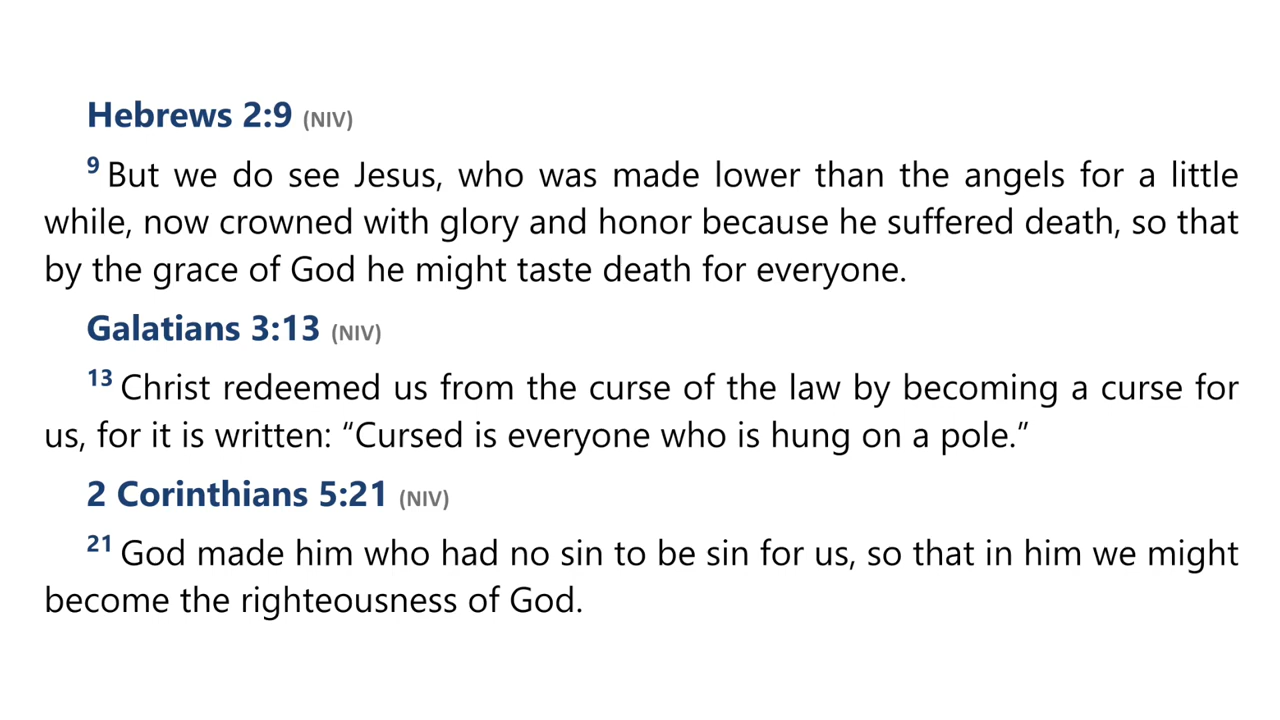 Hebrews 2:9 (NIV)
9 But we do see Jesus, who was made lower than the angels for a little
while, now crowned with glory and honor because he suffered death, so that
by the grace of God he might taste death for everyone.
Galatians 3:13 (NIV)
13 Christ redeemed us from the curse of the law by becoming a curse for
us, for it is written: “Cursed is everyone who is hung on a pole.”
2 Corinthians 5:21 (NIV)
21 God made him who had no sin to be sin for us, so that in him we might
become the righteousness of God.